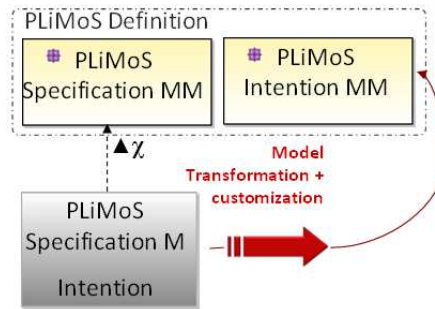 PLiMoS Definition
PLiMoS
Specification MM
PLiMoS
Intention MM
▲χ
Model
Transformation +
customization
PLiMoS
Specification M
Intention